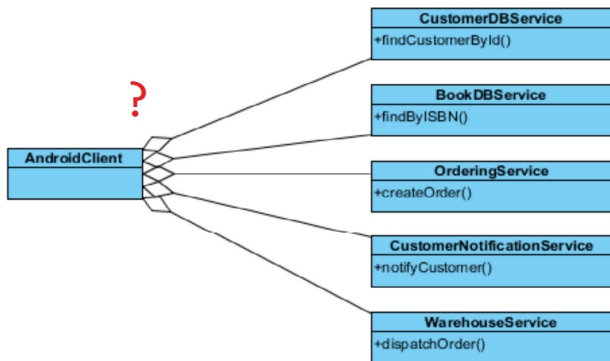 CustomerDBService
+findCustomerById()
?
BookDBService
+findByISBN()
AndroidClient
OrderingService
+createOrder()
CustomerNotificationService
+notifyCustomer()
WarehouseService
+dispatchOrder()